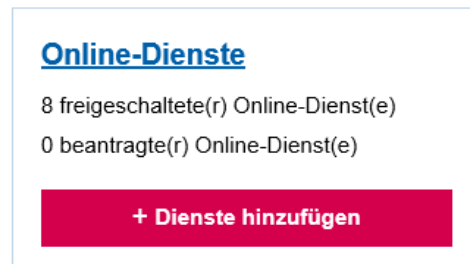 Online-Dienste
8 freigeschaltete(r) Online-Dienst(e)
0 beantragte(r) Online-Dienst(e)
+ Dienste hinzufügen